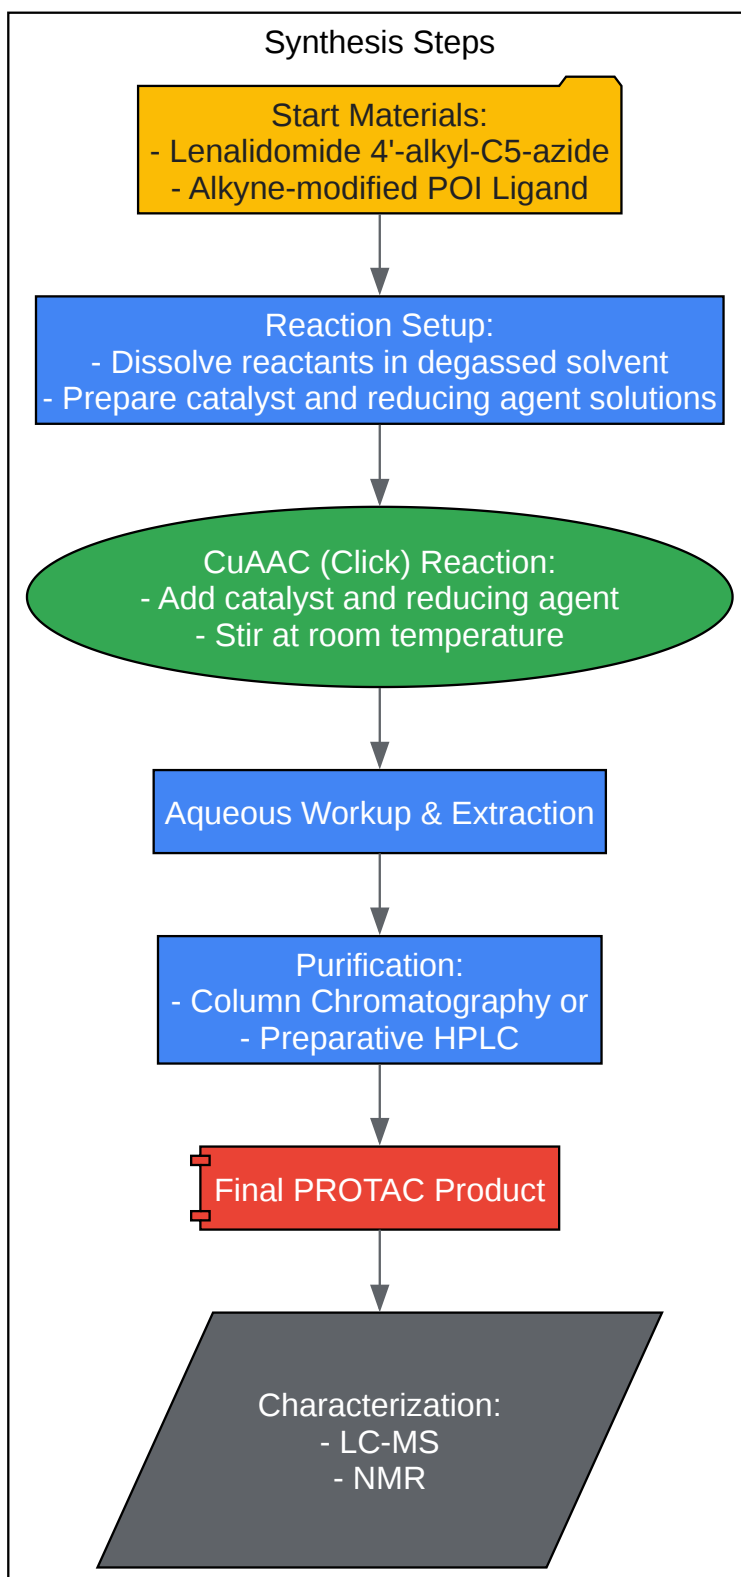 Synthesis Steps
Start Materials:
- Lenalidomide 4'-alkyl-C5-azide
- Alkyne-modified POI Ligand
Reaction Setup:
- Dissolve reactants in degassed solvent
- Prepare catalyst and reducing agent solutions
CuAAC (Click) Reaction:
- Add catalyst and reducing agent
- Stir at room temperature
Aqueous Workup & Extraction
Purification:
- Column Chromatography or
- Preparative HPLC
Final PROTAC Product
Characterization:
- LC-MS
- NMR